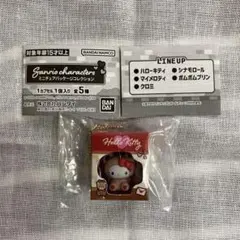 対象年齢15才以上
BANDAI NAMCO
Sanrio characters
ミニチュアパッケージコレクション
1カプセル1個入り 全5種
BANDAI
LINE UP
・ハローキティ
・マイメロディ
・クロミ
・シナモロール
・ポムポムプリン
Hello Kitty